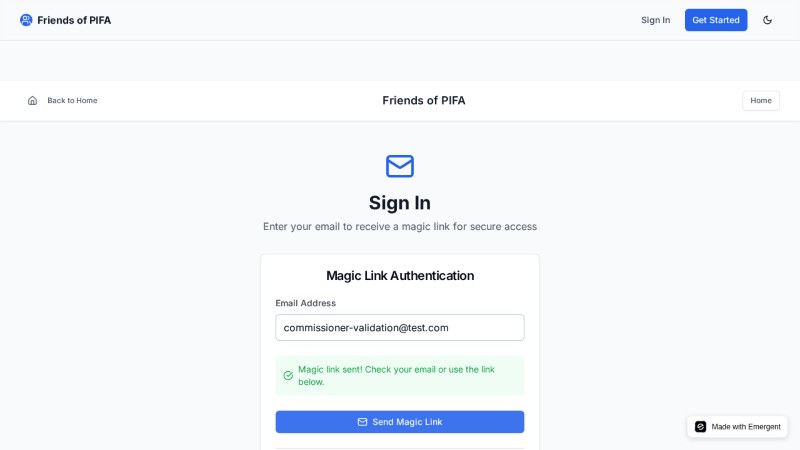 Friends of PIFA
Sign In
Get Started
Back to Home
Friends of PIFA
Home
Sign In
Enter your email to receive a magic link for secure access
Magic Link Authentication
Email Address
commissioner-validation@test.com
Magic link sent! Check your email or use the link
below.
Send Magic Link
Made with Emergent